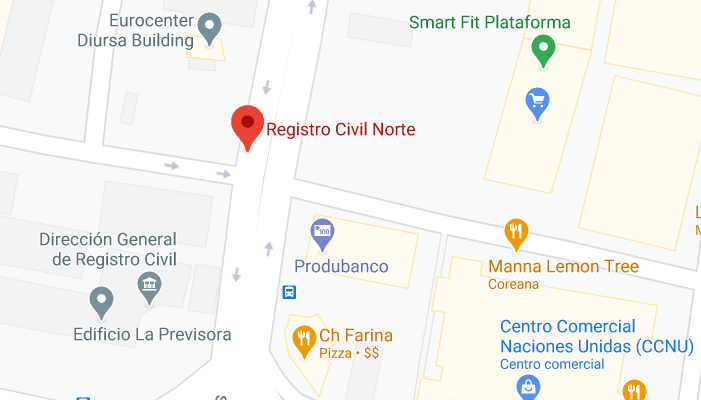 Eurocenter
Diursa Building
Smart Fit Plataforma
Registro Civil Norte
Dirección General
de Registro Civil
Produbanco
Manna Lemon Tree
Coreana
Edificio La Previsora
Ch Farina
Pizza • $$
Centro Comercial
Naciones Unidas (CCNU)
Centro comercial